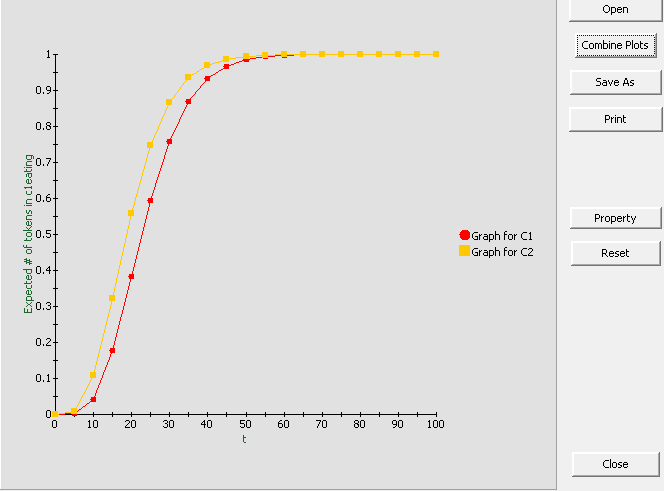 Open
Combine Plots
Save As
Print
Property
Reset
Close
Expected # of tokens in c1eating
1
0.9
0.8
0.7
0.6
0.5
0.4
0.3
0.2
0.1
0
0 10 20 30 40 50 60 70 80 90 100
t
Graph for C1
Graph for C2